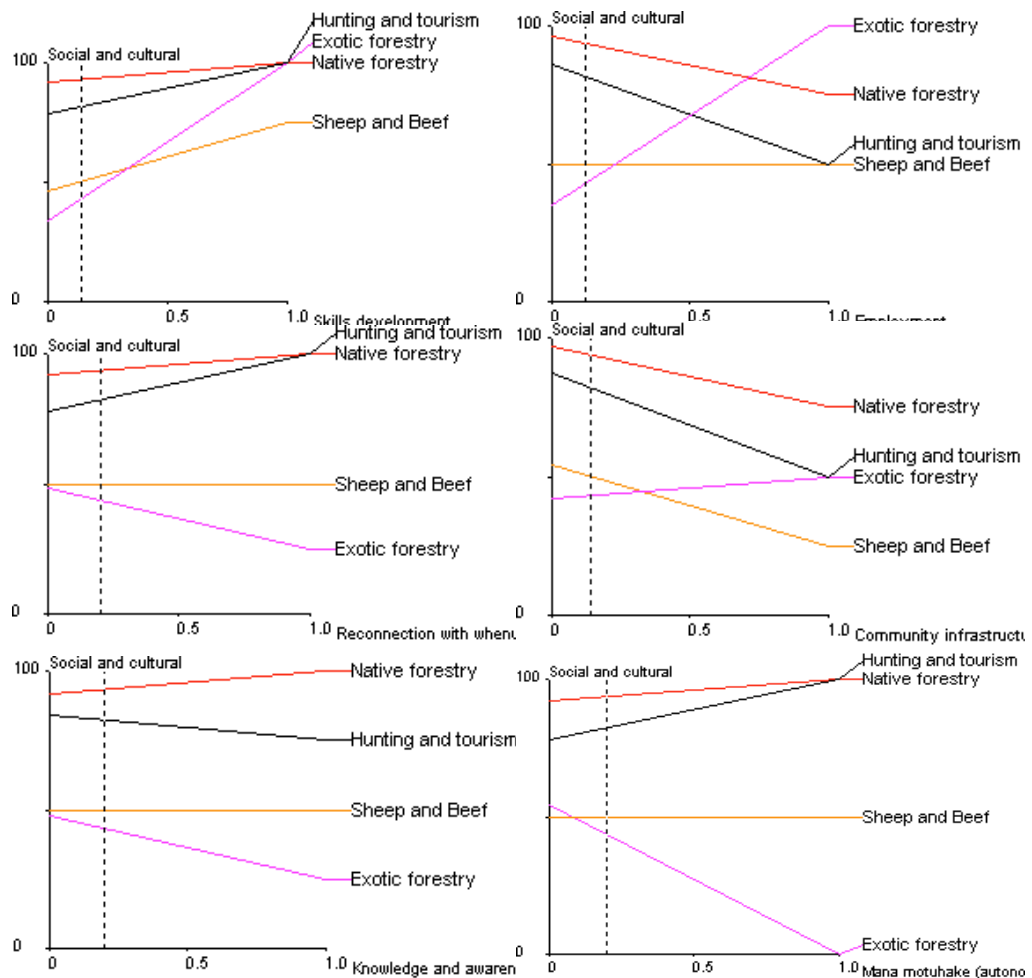 Hunting and tourism
Exotic forestry
100
Social and cultural
Native forestry
Sheep and Beef
0
0
0.5
1.0
Skills development
100
Social and cultural
Exotic forestry
Native forestry
Hunting and tourism
Sheep and Beef
0
0
0.5
1.0
Employment
100
Social and cultural
Hunting and tourism
Native forestry
Sheep and Beef
Exotic forestry
0
0
0.5
1.0
Reconnection with whenu
100
Social and cultural
Native forestry
Hunting and tourism
Exotic forestry
Sheep and Beef
0
0
0.5
1.0
Community infrastructu
100
Social and cultural
Native forestry
Hunting and tourism
Sheep and Beef
Exotic forestry
0
0
0.5
1.0
Knowledge and awaren
100
Social and cultural
Hunting and tourism
Native forestry
Sheep and Beef
Exotic forestry
0
0
0.5
1.0
Mana motuhake (autono